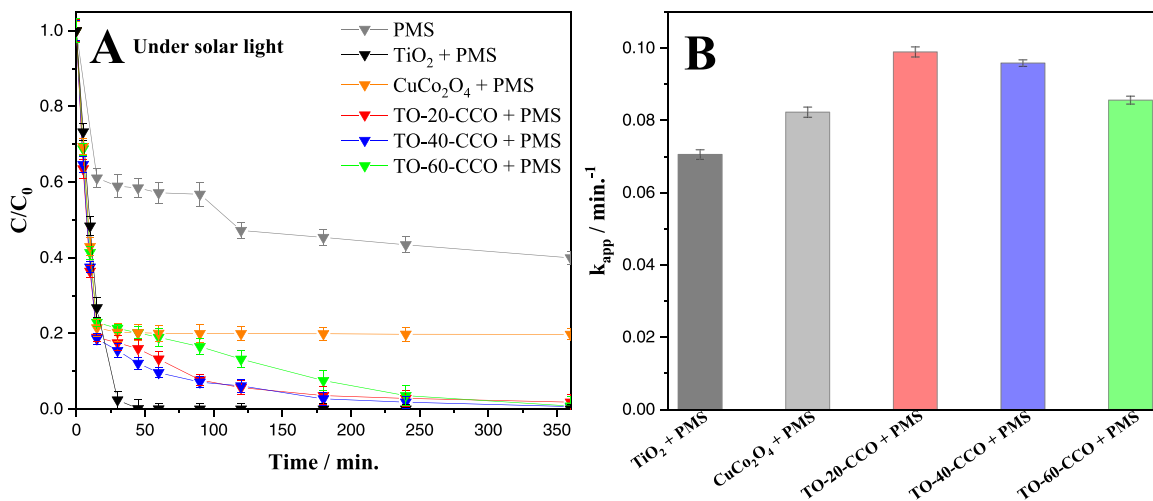 A Under solar light
PMS
TiO₂ + PMS
CuCo₂O₄ + PMS
TO-20-CCO + PMS
TO-40-CCO + PMS
TO-60-CCO + PMS
C/C₀
1.0
0.8
0.6
0.4
0.2
0.0
0 50 100 150 200 250 300 350
Time / min.
B
k_app / min.⁻¹
0.10
0.08
0.06
0.04
0.02
0.00
TiO₂ + PMS
CuCo₂O₄ + PMS
TO-20-CCO + PMS
TO-40-CCO + PMS
TO-60-CCO + PMS